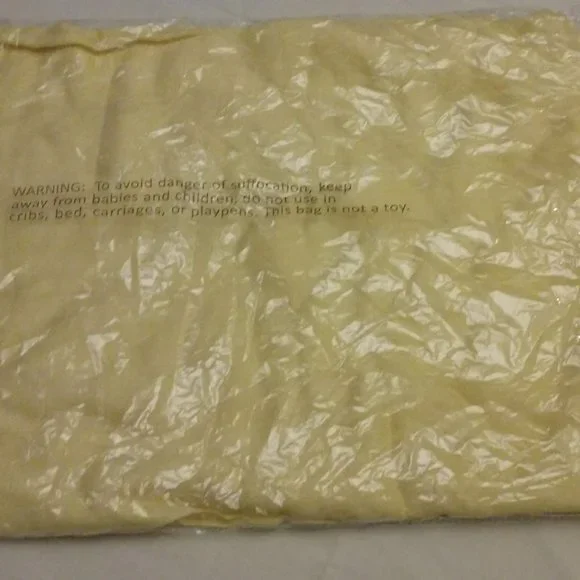 WARNING: To avoid danger of suffocation, keep
away from babies and children, do not use in
cribs, bed, carriages, or playpens. This bag is not a toy.